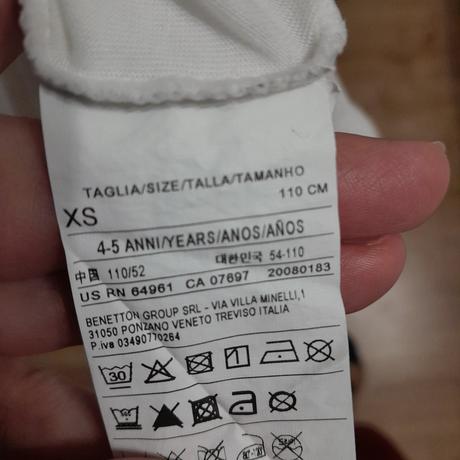 TAGLIA/SIZE/TALLA/TAMANHO
XS 110 CM
4-5 ANNI/YEARS/ANOS/AÑOS
中国 110/52 대한민국 54-110
US RN 64961 CA 07697 20080183
BENETTON GROUP SRL - VIA VILLA MINELLI,1
31050 PONZANO VENETO TREVISO ITALIA
P.iva 03490770264
30